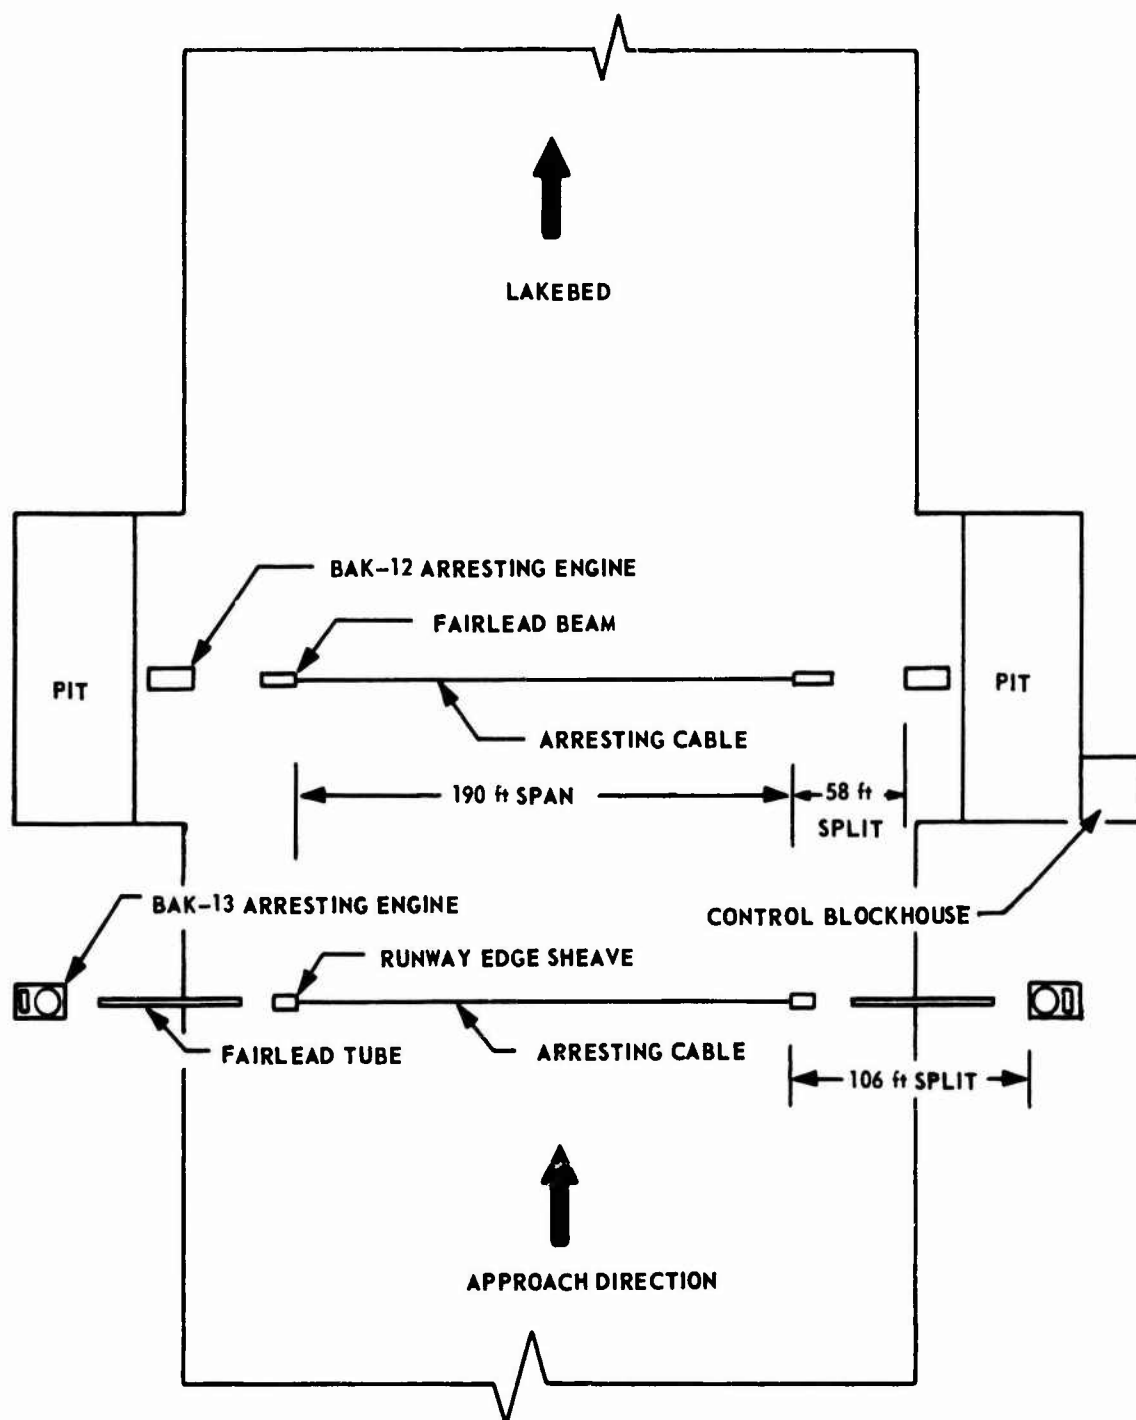 LAKEBED
BAK-12 ARRESTING ENGINE
FAIRLEAD BEAM
PIT
PIT
ARRESTING CABLE
190 ft SPAN
58 ft
SPLIT
BAK-13 ARRESTING ENGINE
CONTROL BLOCKHOUSE
RUNWAY EDGE SHEAVE
FAIRLEAD TUBE
ARRESTING CABLE
106 ft SPLIT
APPROACH DIRECTION